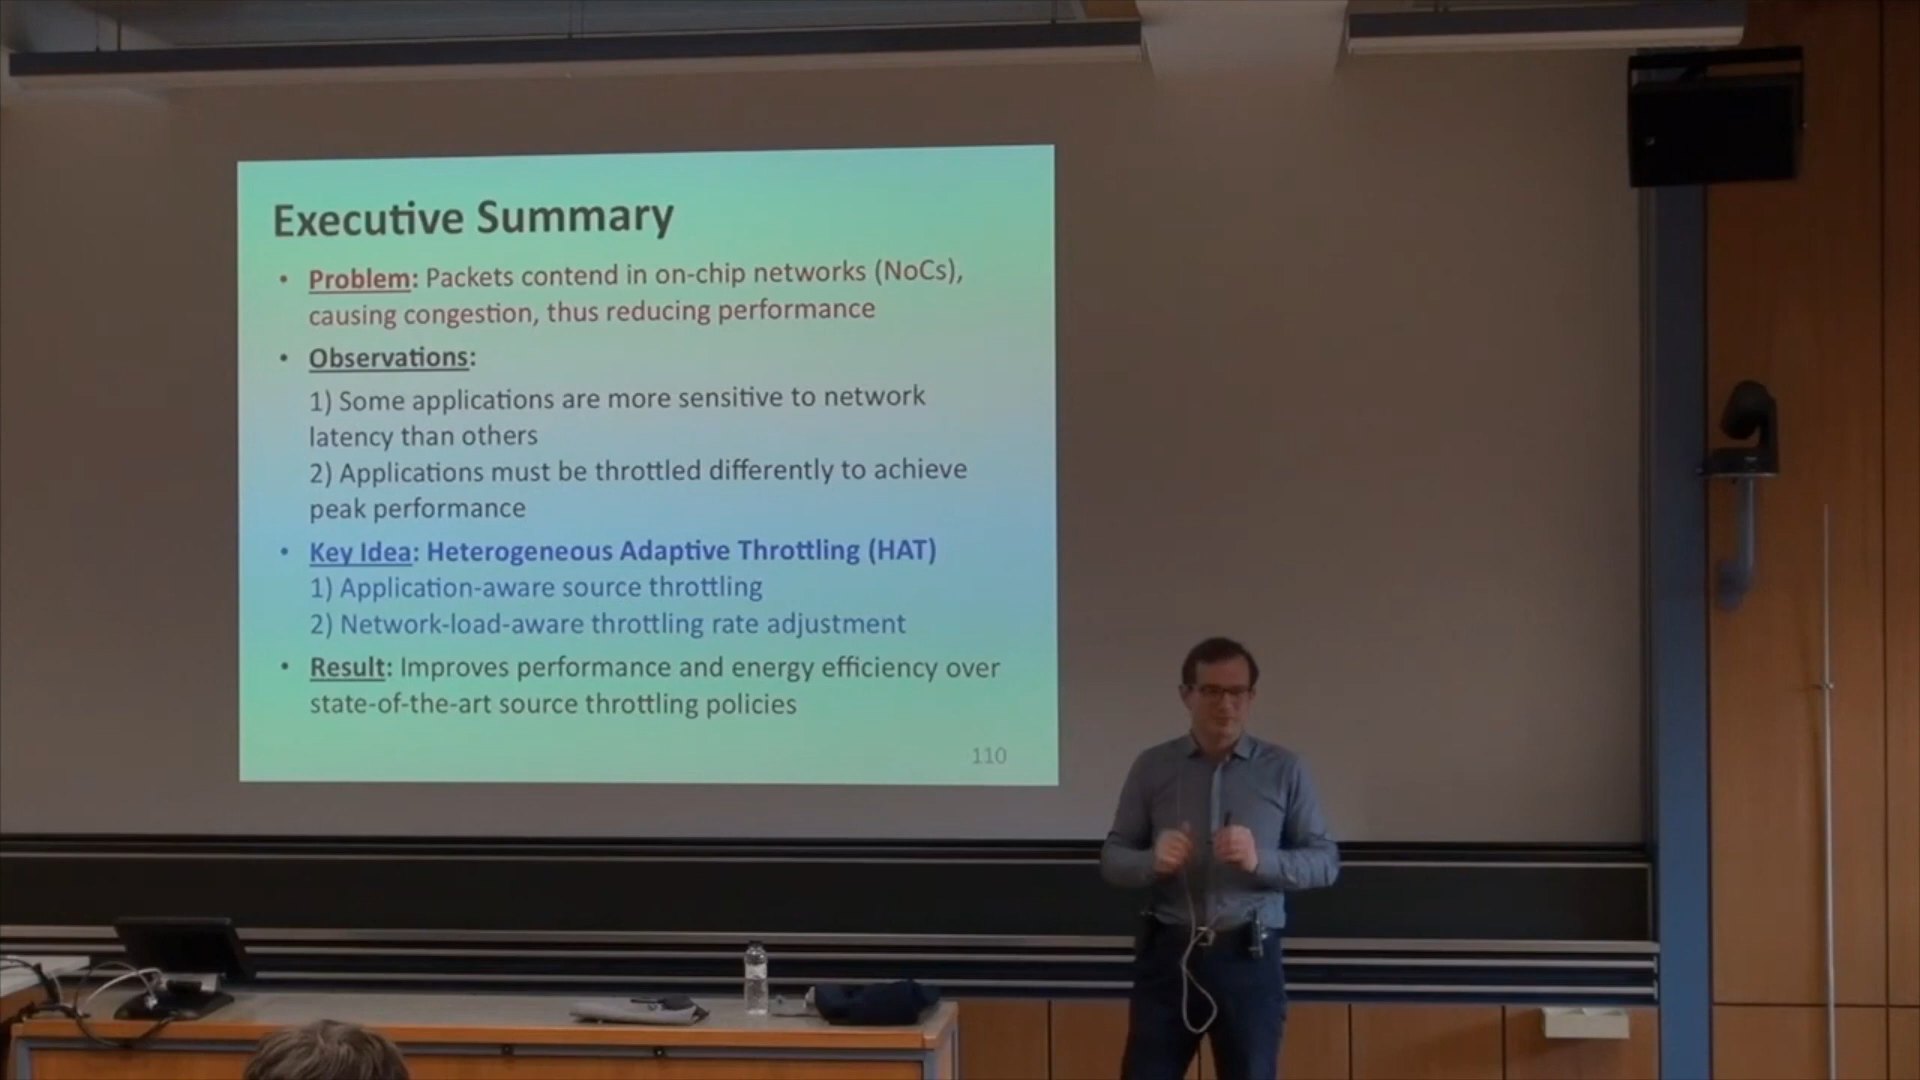 Executive Summary
• Problem: Packets contend in on-chip networks (NoCs),
causing congestion, thus reducing performance
• Observations:
1) Some applications are more sensitive to network
latency than others
2) Applications must be throttled differently to achieve
peak performance
• Key Idea: Heterogeneous Adaptive Throttling (HAT)
1) Application-aware source throttling
2) Network-load-aware throttling rate adjustment
• Result: Improves performance and energy efficiency over
state-of-the-art source throttling policies
110